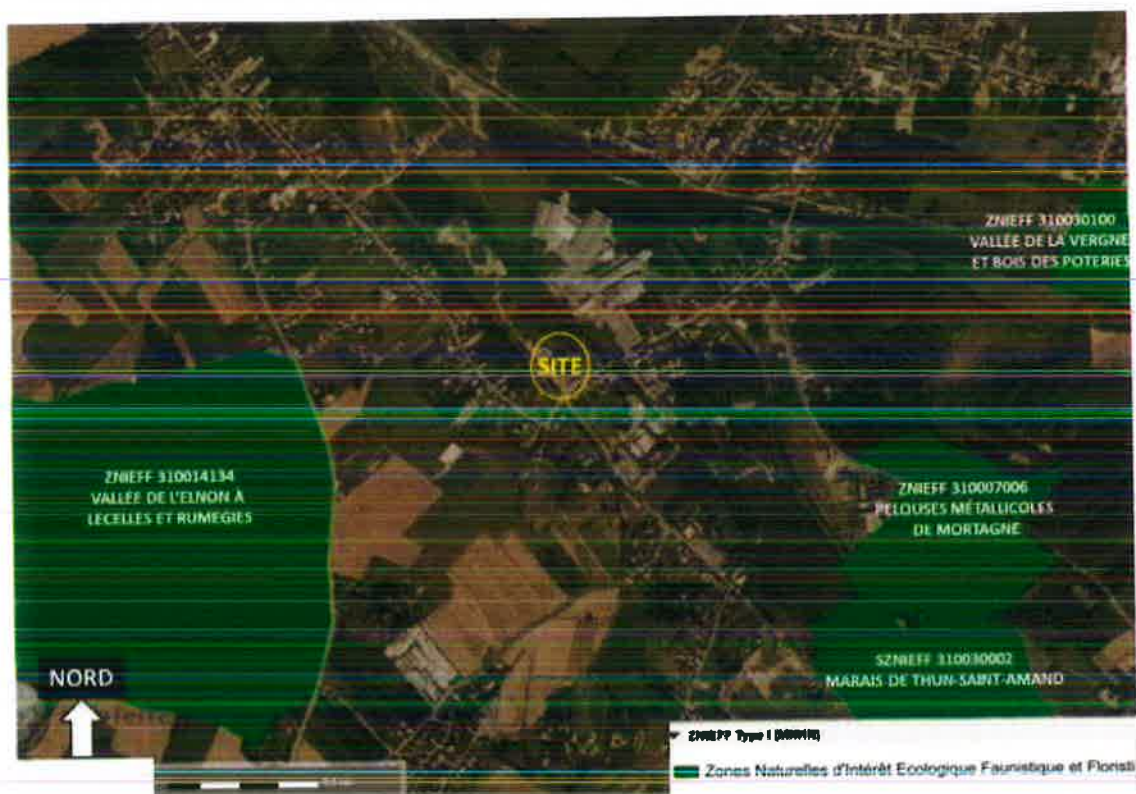 ZNIEFF 310030100
VALLÉE DE LA VERGNE
ET BOIS DES POTERIES
SITE
ZNIEFF 310014134
VALLÉE DE L'ELNON À
LECELLES ET RUMEGIES
ZNIEFF 310007006
PELOUSES MÉTALLICOLES
DE MORTAGNE
SZNIEFF 310030002
MARAIS DE THUN-SAINT-AMAND
NORD
ZNIEFF Type I
Zones Naturelles d'Intérêt Ecologique Faunistique et Floristi